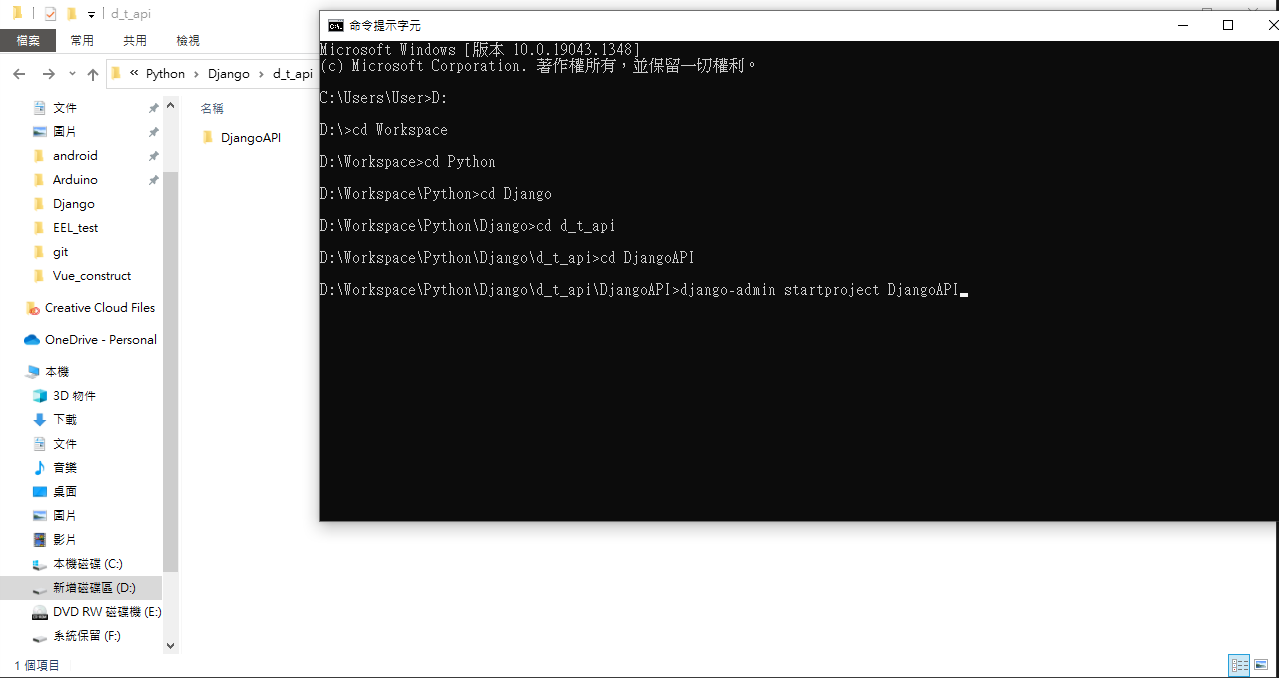 d_t_api
檔案 常用 共用 檢視
« Python › Django › d_t_api
文件
圖片
android
Arduino
Django
EEL_test
git
Vue_construct
Creative Cloud Files
OneDrive - Personal
本機
3D 物件
下載
文件
音樂
桌面
圖片
影片
本機磁碟 (C:)
新增磁碟區 (D:)
DVD RW 磁碟機 (E:)
系統保留 (F:)
1 個項目
名稱
DjangoAPI
命令提示字元
Microsoft Windows [版本 10.0.19043.1348]
(c) Microsoft Corporation. 著作權所有，並保留一切權利。
C:\Users\User>D:
D:\>cd Workspace
D:\Workspace>cd Python
D:\Workspace\Python>cd Django
D:\Workspace\Python\Django>cd d_t_api
D:\Workspace\Python\Django\d_t_api>cd DjangoAPI
D:\Workspace\Python\Django\d_t_api\DjangoAPI>django-admin startproject DjangoAPI